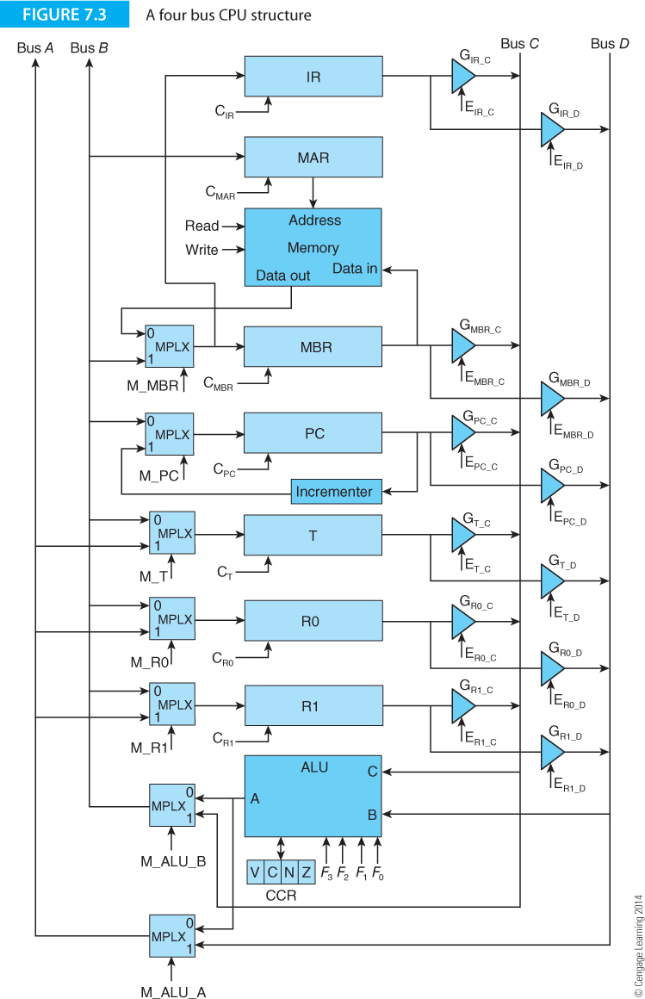 FIGURE 7.3 A four bus CPU structure
Bus A Bus B Bus C Bus D
IR
C_IR
G_IR_C
E_IR_C
G_IR_D
E_IR_D
MAR
C_MAR
Address
Read
Memory
Write
Data in
Data out
0
MPLX
1
M_MBR
MBR
C_MBR
G_MBR_C
E_MBR_C
G_MBR_D
E_MBR_D
0
MPLX
1
M_PC
PC
C_PC
G_PC_C
E_PC_C
Incrementer
G_PC_D
E_PC_D
0
MPLX
1
M_T
T
C_T
G_T_C
E_T_C
G_T_D
E_T_D
0
MPLX
1
M_R0
R0
C_R0
G_R0_C
E_R0_C
G_R0_D
E_R0_D
0
MPLX
1
M_R1
R1
C_R1
G_R1_C
E_R1_C
G_R1_D
E_R1_D
ALU
C
A
B
0
MPLX
1
M_ALU_B
V C N Z
F3 F2 F1 F0
CCR
0
MPLX
1
M_ALU_A
© Cengage Learning 2014